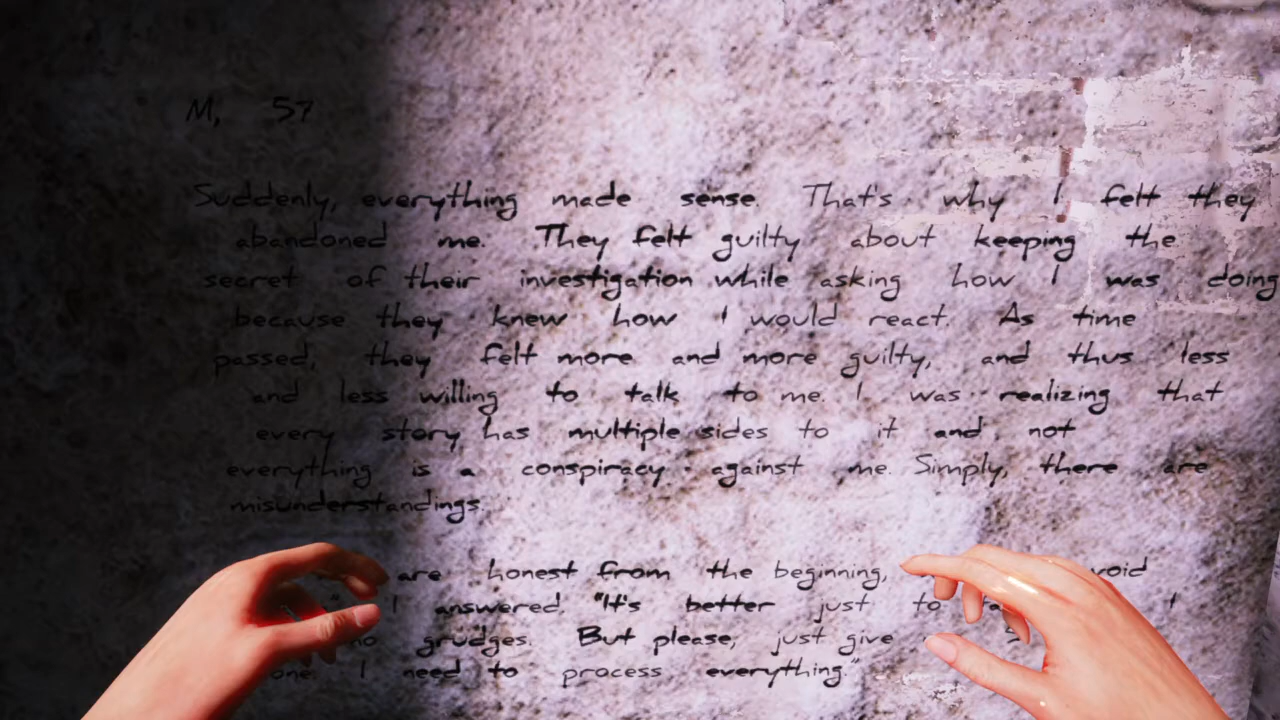 M, 57
Suddenly, everything made sense. That's why I felt they
abandoned me. They felt guilty about keeping the
secret of their investigation while asking how I was doing
because they knew how I would react. As time
passed, they felt more and more guilty, and thus less
and less willing to talk to me. I was realizing that
every story has multiple sides to it and not
everything is a conspiracy against me. Simply, there are
misunderstandings.
are honest from the beginning,
I answered. "It's better just to I
no grudges. But please, just give
I need to process everything."